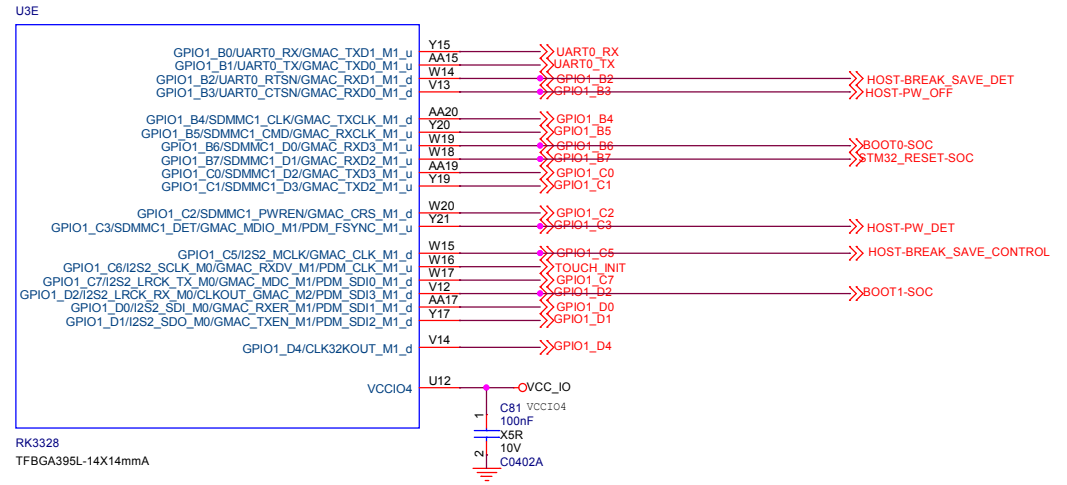 U3E
GPIO1_B0/UART0_RX/GMAC_TXD1_M1_u Y15 UART0_RX
GPIO1_B1/UART0_TX/GMAC_TXD0_M1_u AA15 UART0_TX
GPIO1_B2/UART0_RTSN/GMAC_RXD1_M1_d W14 GPIO1_B2 HOST-BREAK_SAVE_DET
GPIO1_B3/UART0_CTSN/GMAC_RXD0_M1_d V13 GPIO1_B3 HOST-PW_OFF
GPIO1_B4/SDMMC1_CLK/GMAC_TXCLK_M1_d AA20 GPIO1_B4
GPIO1_B5/SDMMC1_CMD/GMAC_RXCLK_M1_u Y20 GPIO1_B5
GPIO1_B6/SDMMC1_D0/GMAC_RXD3_M1_u W19 GPIO1_B6 BOOT0-SOC
GPIO1_B7/SDMMC1_D1/GMAC_RXD2_M1_u W18 GPIO1_B7 STM32_RESET-SOC
GPIO1_C0/SDMMC1_D2/GMAC_TXD3_M1_u AA19 GPIO1_C0
GPIO1_C1/SDMMC1_D3/GMAC_TXD2_M1_u Y19 GPIO1_C1
GPIO1_C2/SDMMC1_PWREN/GMAC_CRS_M1_d W20 GPIO1_C2
GPIO1_C3/SDMMC1_DET/GMAC_MDIO_M1/PDM_FSYNC_M1_u Y21 GPIO1_C3 HOST-PW_DET
GPIO1_C5/I2S2_MCLK/GMAC_CLK_M1_d W15 GPIO1_C5 HOST-BREAK_SAVE_CONTROL
GPIO1_C6/I2S2_SCLK_M0/GMAC_RXDV_M1/PDM_CLK_M1_u W16 TOUCH_INIT
GPIO1_C7/I2S2_LRCK_TX_M0/GMAC_MDC_M1/PDM_SDI0_M1_d W17 GPIO1_C7
GPIO1_D2/I2S2_LRCK_RX_M0/CLKOUT_GMAC_M2/PDM_SDI3_M1_d V12 GPIO1_D2 BOOT1-SOC
GPIO1_D0/I2S2_SDI_M0/GMAC_RXER_M1/PDM_SDI1_M1_d AA17 GPIO1_D0
GPIO1_D1/I2S2_SDO_M0/GMAC_TXEN_M1/PDM_SDI2_M1_d Y17 GPIO1_D1
GPIO1_D4/CLK32KOUT_M1_d V14 GPIO1_D4
VCCIO4 U12 VCC_IO
1 C81 VCCIO4
100nF
X5R
10V
2 C0402A
RK3328
TFBGA395L-14X14mmA